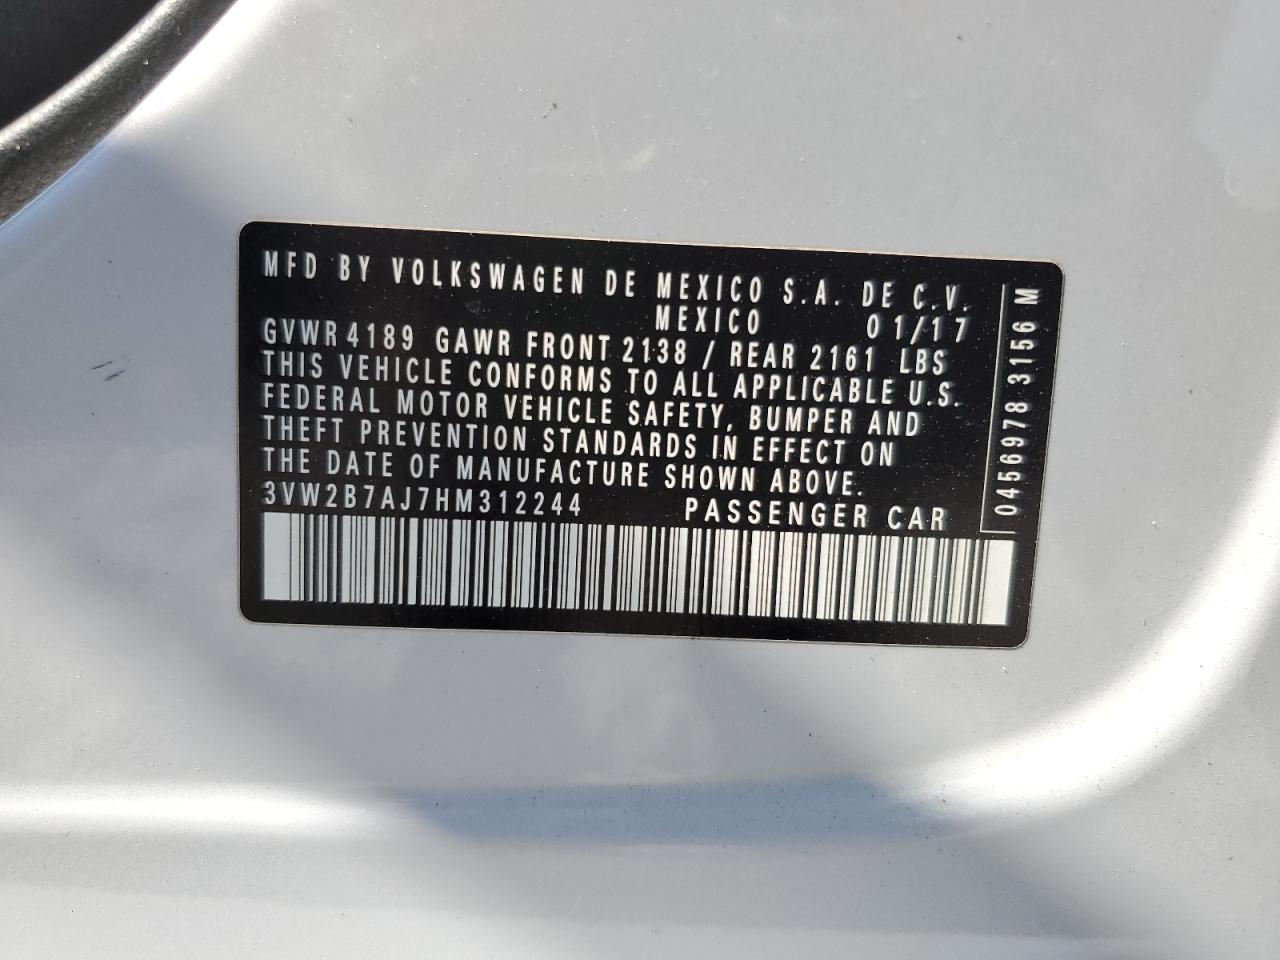 MFD BY VOLKSWAGEN DE MEXICO S.A. DE C.V.
MEXICO 01/17
GVWR 4189 GAWR FRONT 2138 / REAR 2161 LBS
THIS VEHICLE CONFORMS TO ALL APPLICABLE U.S.
FEDERAL MOTOR VEHICLE SAFETY, BUMPER AND
THEFT PREVENTION STANDARDS IN EFFECT ON
THE DATE OF MANUFACTURE SHOWN ABOVE.
3VW2B7AJ7HM312244 PASSENGER CAR
0456978 3156 M